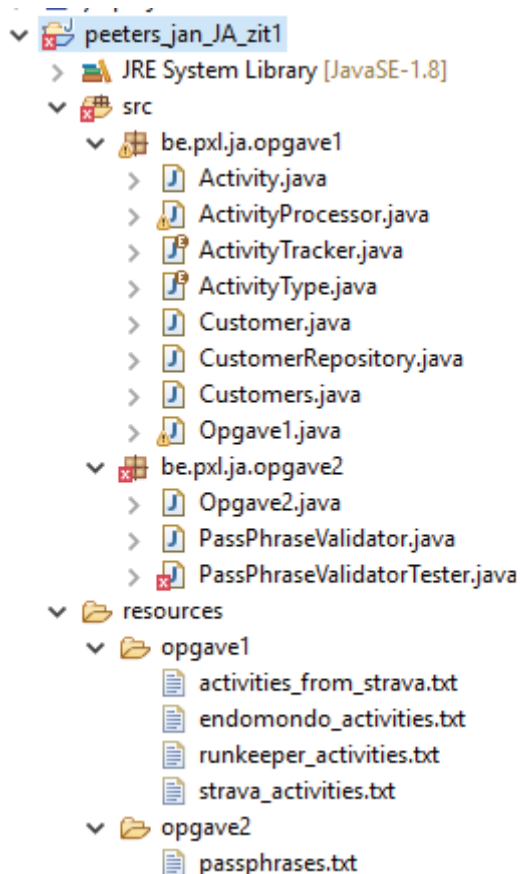 peeters_jan_JA_zit1
JRE System Library [JavaSE-1.8]
src
be.pxl.ja.opgave1
Activity.java
ActivityProcessor.java
ActivityTracker.java
ActivityType.java
Customer.java
CustomerRepository.java
Customers.java
Opgave1.java
be.pxl.ja.opgave2
Opgave2.java
PassPhraseValidator.java
PassPhraseValidatorTester.java
resources
opgave1
activities_from_strava.txt
endomondo_activities.txt
runkeeper_activities.txt
strava_activities.txt
opgave2
passphrases.txt